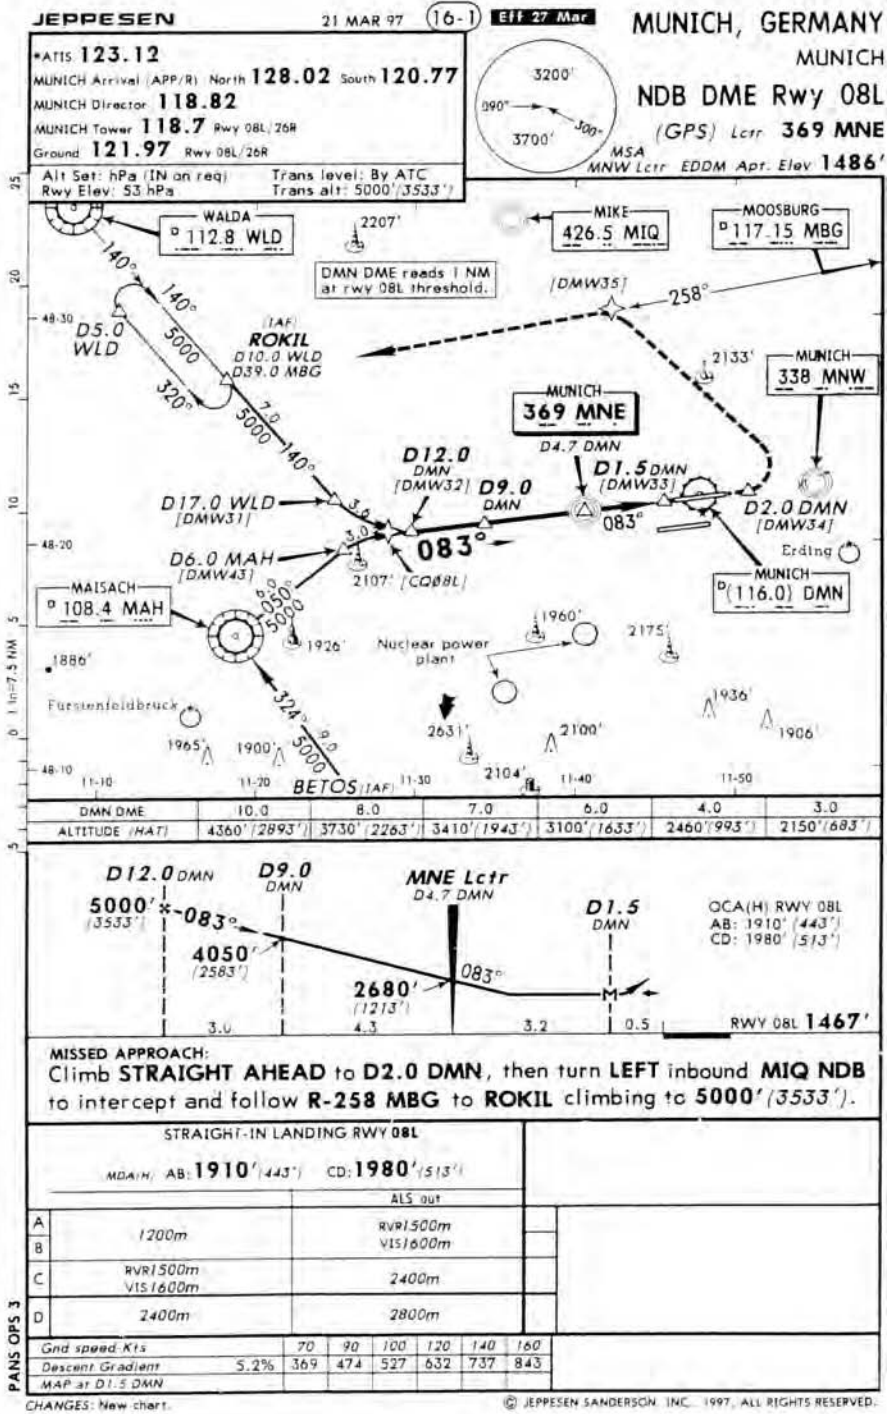 JEPPESEN 21 MAR 97 16-1 Eff 27 Mar
MUNICH, GERMANY
MUNICH
NDB DME Rwy 08L
(GPS) Lctr 369 MNE
MNW Lctr EDDM Apt. Elev 1486'
•ATIS 123.12
MUNICH Arrival (APP/R) North 128.02 South 120.77
MUNICH Director 118.82
MUNICH Tower 118.7 Rwy 08L/26R
Ground 121.97 Rwy 08L/26R
Alt Set: hPa (IN on req) Trans level: By ATC
Rwy Elev: 53 hPa Trans alt: 5000'(3533')
3200'
090°
300°
3700'
MSA
25
20
15
10
5
0
5
1 in=7.5 NM
WALDA
D 112.8 WLD
2207'
MIKE
426.5 MIQ
MOOSBURG
D 117.15 MBG
DMN DME reads 1 NM
at rwy 08L threshold.
[DMW35]
258°
140°
140°
5000
320°
48-30
D5.0
WLD
(IAF)
ROKIL
D10.0 WLD
D39.0 MBG
7.0
5000
140°
2133'
MUNICH
338 MNW
MUNICH
369 MNE
D4.7 DMN
D12.0
DMN
[DMW32]
D9.0
DMN
D1.5 DMN
[DMW33]
D17.0 WLD
[DMW31]
3.6
3.0
083°
083°
D2.0 DMN
[DMW34]
48-20
D6.0 MAH
[DMW43]
2107'
[CQ08L]
Erding
MUNICH
D(116.0) DMN
MAISACH
D 108.4 MAH
6.0
050°
5000
1926'
1960'
2175'
Nuclear power
plant
1886'
Furstenfeldbruck
324°
9.0
5000
1965'
1900'
2631'
2100'
1936'
1906'
2104'
48-10
11-10 11-20 11-30 11-40 11-50
BETOS (IAF)
DMN DME 10.0 8.0 7.0 6.0 4.0 3.0
ALTITUDE (HAT) 4360'(2893') 3730'(2263') 3410'(1943') 3100'(1633') 2460'(993') 2150'(683')
D12.0 DMN
D9.0
DMN
MNE Lctr
D4.7 DMN
D1.5
DMN
5000'
(3533')
083°
4050'
(2583')
2680'
(1213')
083°
M
OCA(H) RWY 08L
AB: 1910' (443')
CD: 1980' (513')
3.0 4.3 3.2 0.5
RWY 08L 1467'
MISSED APPROACH:
Climb STRAIGHT AHEAD to D2.0 DMN, then turn LEFT inbound MIQ NDB
to intercept and follow R-258 MBG to ROKIL climbing to 5000'(3533').
STRAIGHT-IN LANDING RWY 08L
MDA(H) AB: 1910'(443') CD: 1980'(513')
ALS out
A
B
1200m
RVR1500m
VIS1600m
C
RVR1500m
VIS1600m
2400m
D 2400m 2800m
Gnd speed-Kts 70 90 100 120 140 160
Descent Gradient 5.2% 369 474 527 632 737 843
MAP at D1.5 DMN
PANS OPS 3
CHANGES: New chart.
© JEPPESEN SANDERSON, INC., 1997. ALL RIGHTS RESERVED.